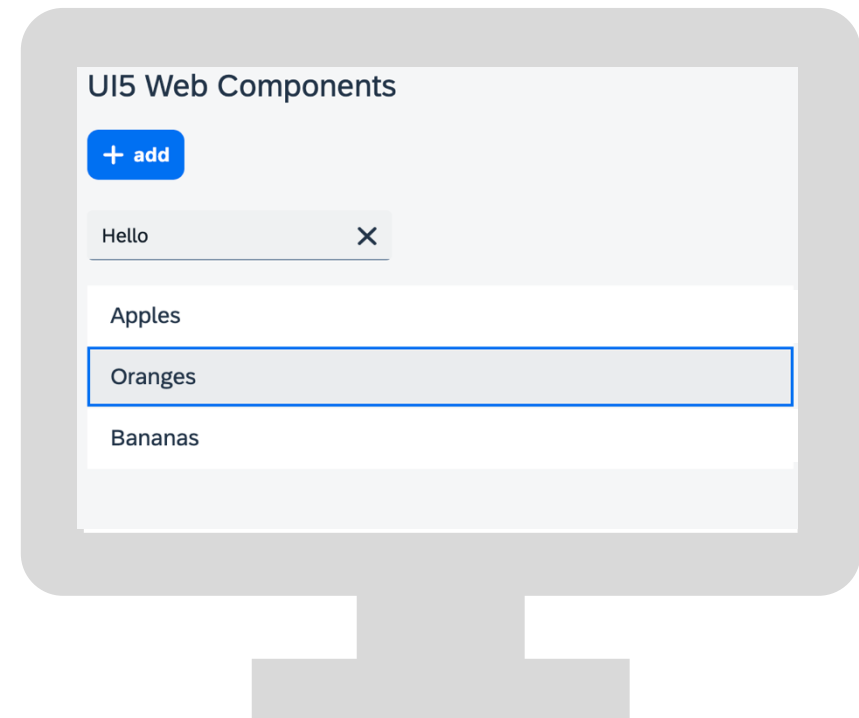 UI5 Web Components
add
Hello
Apples
Oranges
Bananas